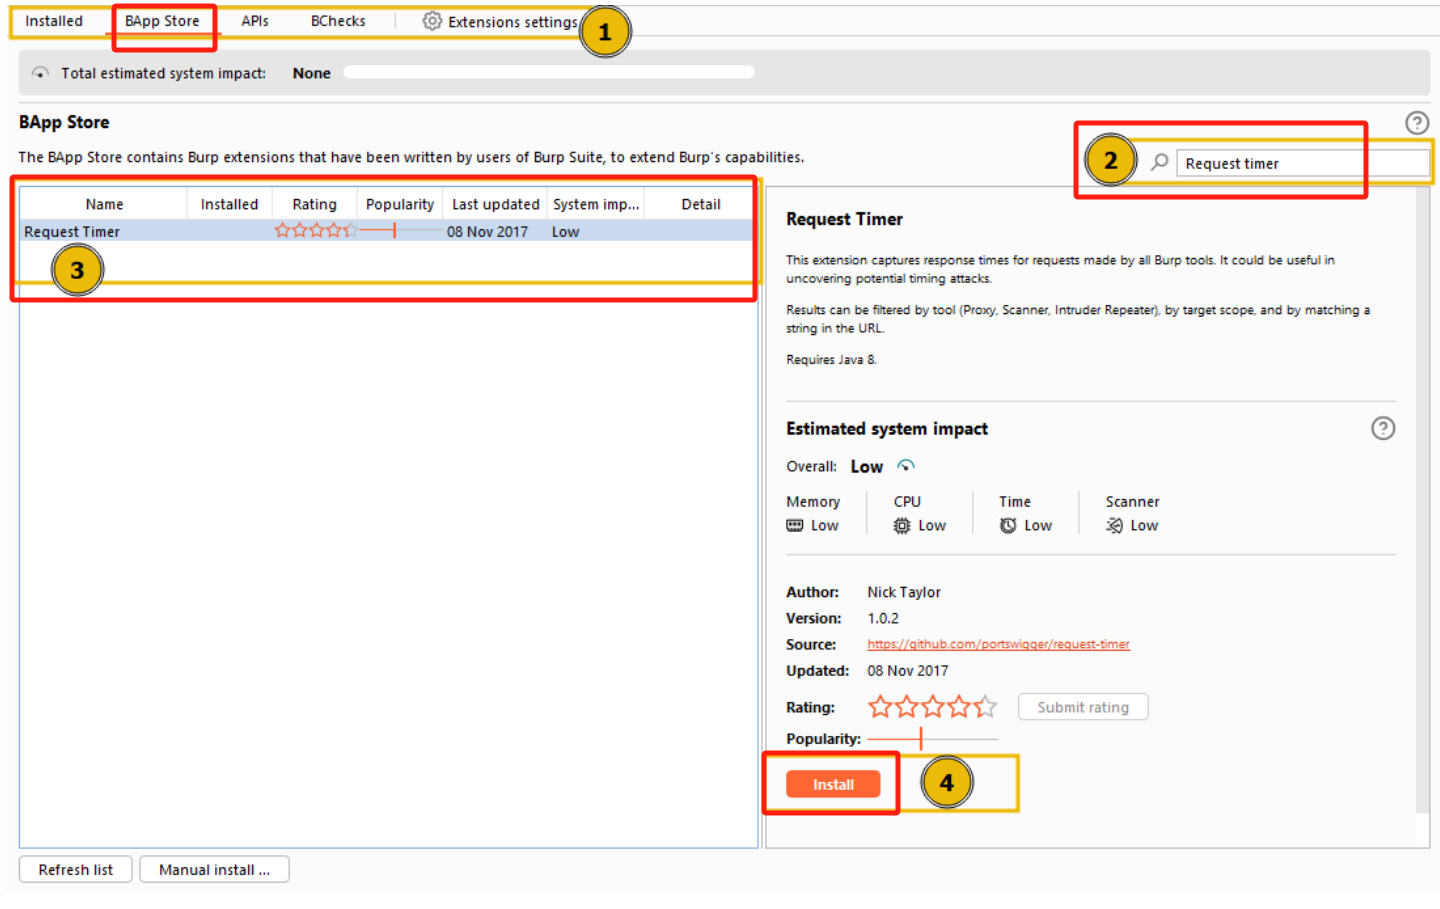 Installed BApp Store APIs BChecks Extensions settings 1
Total estimated system impact: None
BApp Store
The BApp Store contains Burp extensions that have been written by users of Burp Suite, to extend Burp's capabilities.
2 Request timer
Name Installed Rating Popularity Last updated System imp... Detail
Request Timer 08 Nov 2017 Low
3
Request Timer
This extension captures response times for requests made by all Burp tools. It could be useful in
uncovering potential timing attacks.
Results can be filtered by tool (Proxy, Scanner, Intruder Repeater), by target scope, and by matching a
string in the URL.
Requires Java 8.
Estimated system impact
Overall: Low
Memory CPU Time Scanner
Low Low Low Low
Author: Nick Taylor
Version: 1.0.2
Source: https://github.com/portswigger/request-timer
Updated: 08 Nov 2017
Rating: Submit rating
Popularity:
Install 4
Refresh list Manual install ...